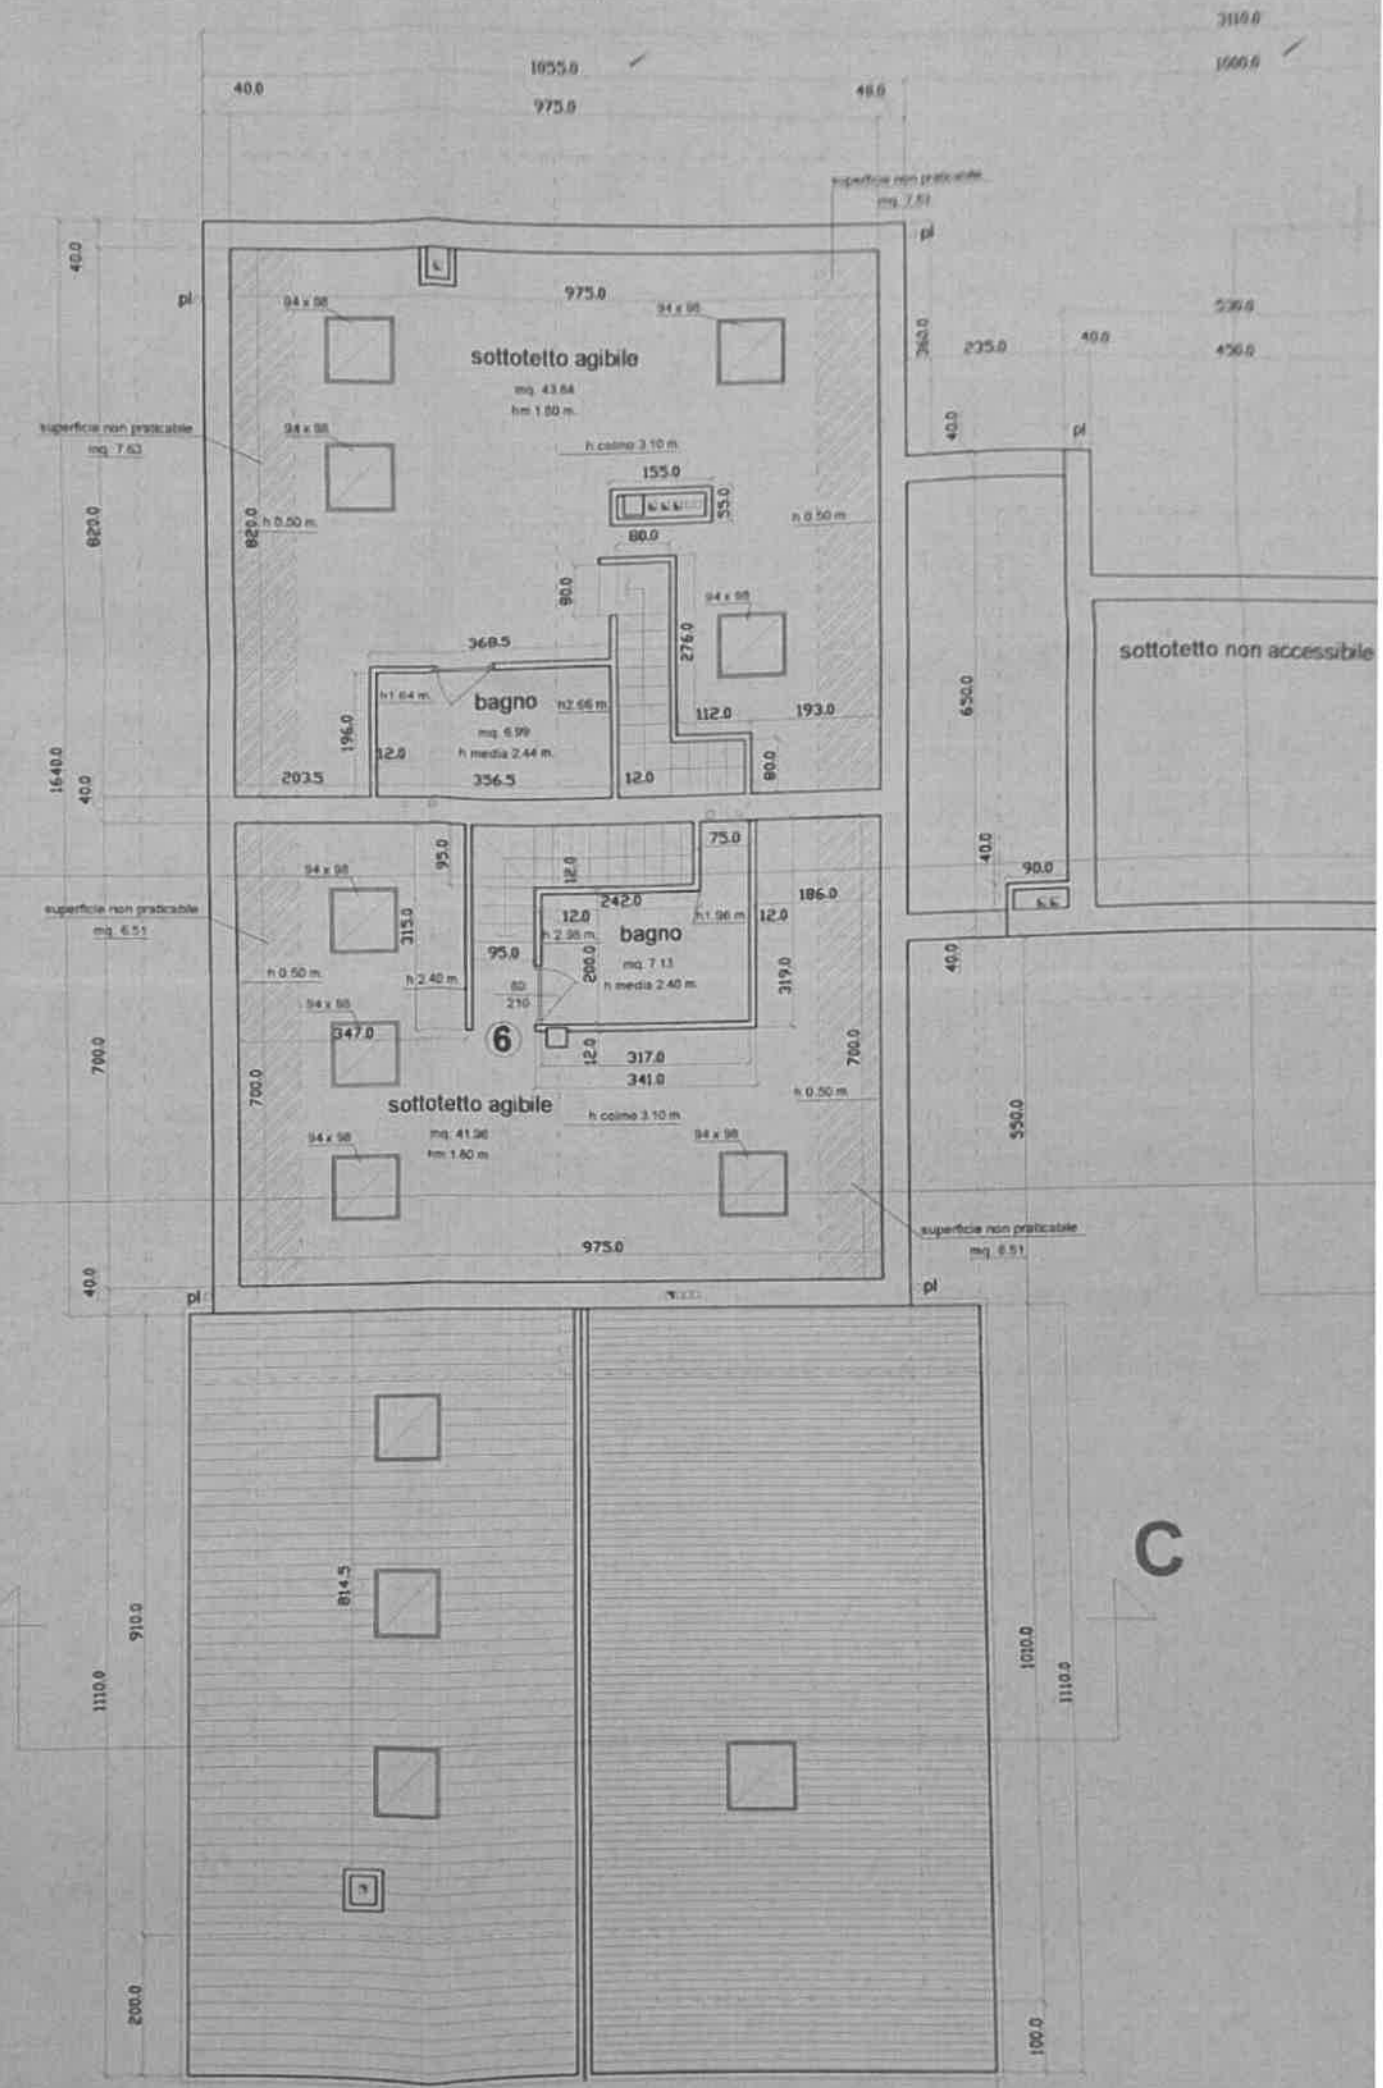 3110.0
1055.0
1000.0
40.0
40.0
975.0
superficie non praticabile
mq. 7.63
pl
40.0
pl
94 x 98
975.0
94 x 98
530.0
360.0
235.0
40.0
450.0
sottotetto agibile
mq. 43.64
hm 1.80 m.
superficie non praticabile
mq. 7.63
94 x 98
40.0
pl
h colmo 3.10 m.
155.0
55.0
820.0
820.0
h 0.50 m.
h 0.50 m.
80.0
80.0
94 x 98
276.0
368.5
sottotetto non accessibile
h1.64 m.
bagno
h2.66 m.
650.0
112.0
193.0
196.0
12.0
mq. 6.99
h media 2.44 m.
1640.0
203.5
356.5
12.0
80.0
40.0
95.0
75.0
40.0
94 x 98
12.0
90.0
242.0
186.0
superficie non praticabile
mq. 6.51
315.0
12.0
h1.96 m.
12.0
h 2.98 m.
bagno
95.0
200.0
mq. 7.13
40.0
h 0.50 m.
h 2.40 m.
h media 2.40 m.
319.0
80
210
94 x 98
347.0
6
12.0
317.0
700.0
700.0
341.0
700.0
h 0.50 m.
sottotetto agibile
h colmo 3.10 m.
550.0
mq. 41.96
hm 1.80 m.
94 x 98
94 x 98
superficie non praticabile
mq. 6.51
975.0
40.0
pl
pl
C
814.5
910.0
1010.0
1110.0
1110.0
200.0
100.0